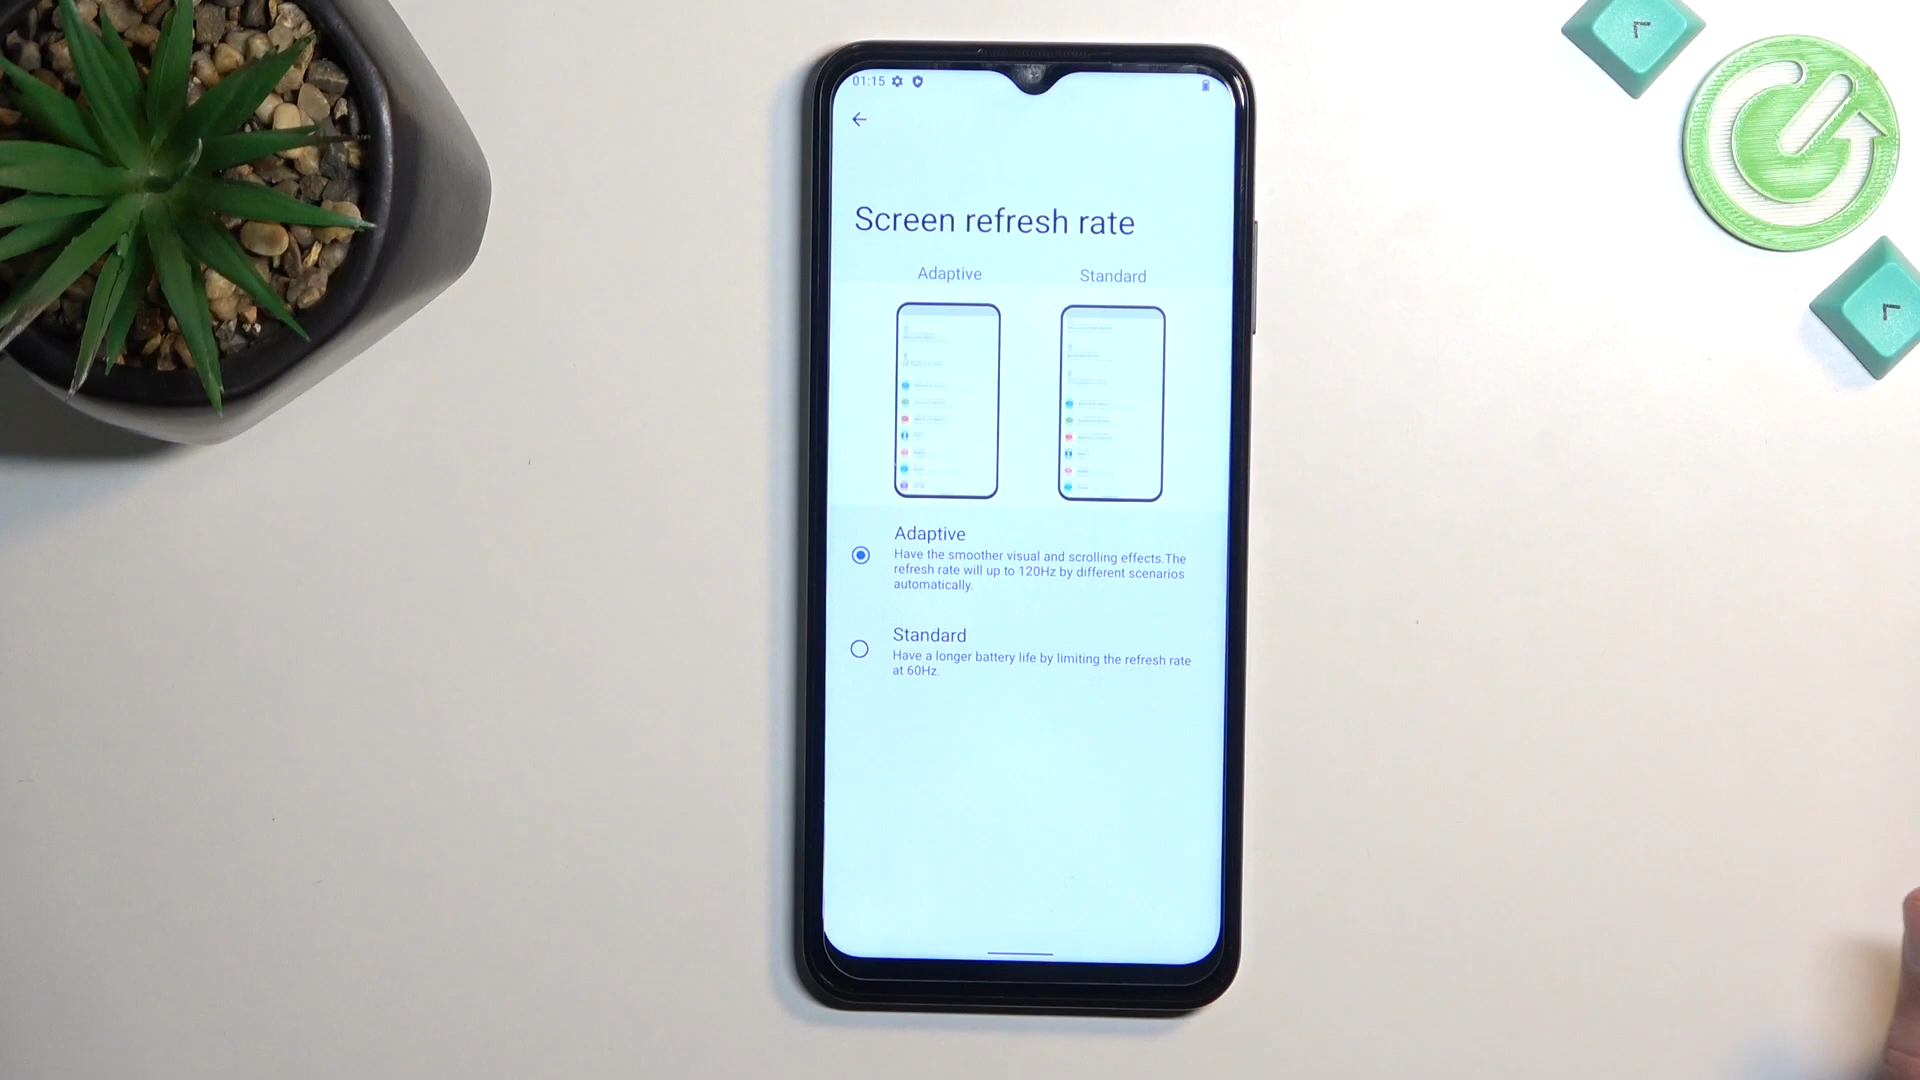 01:15
Screen refresh rate
Adaptive
Standard
Adaptive
Have the smoother visual and scrolling effects.The
refresh rate will up to 120Hz by different scenarios
automatically.
Standard
Have a longer battery life by limiting the refresh rate
at 60Hz.